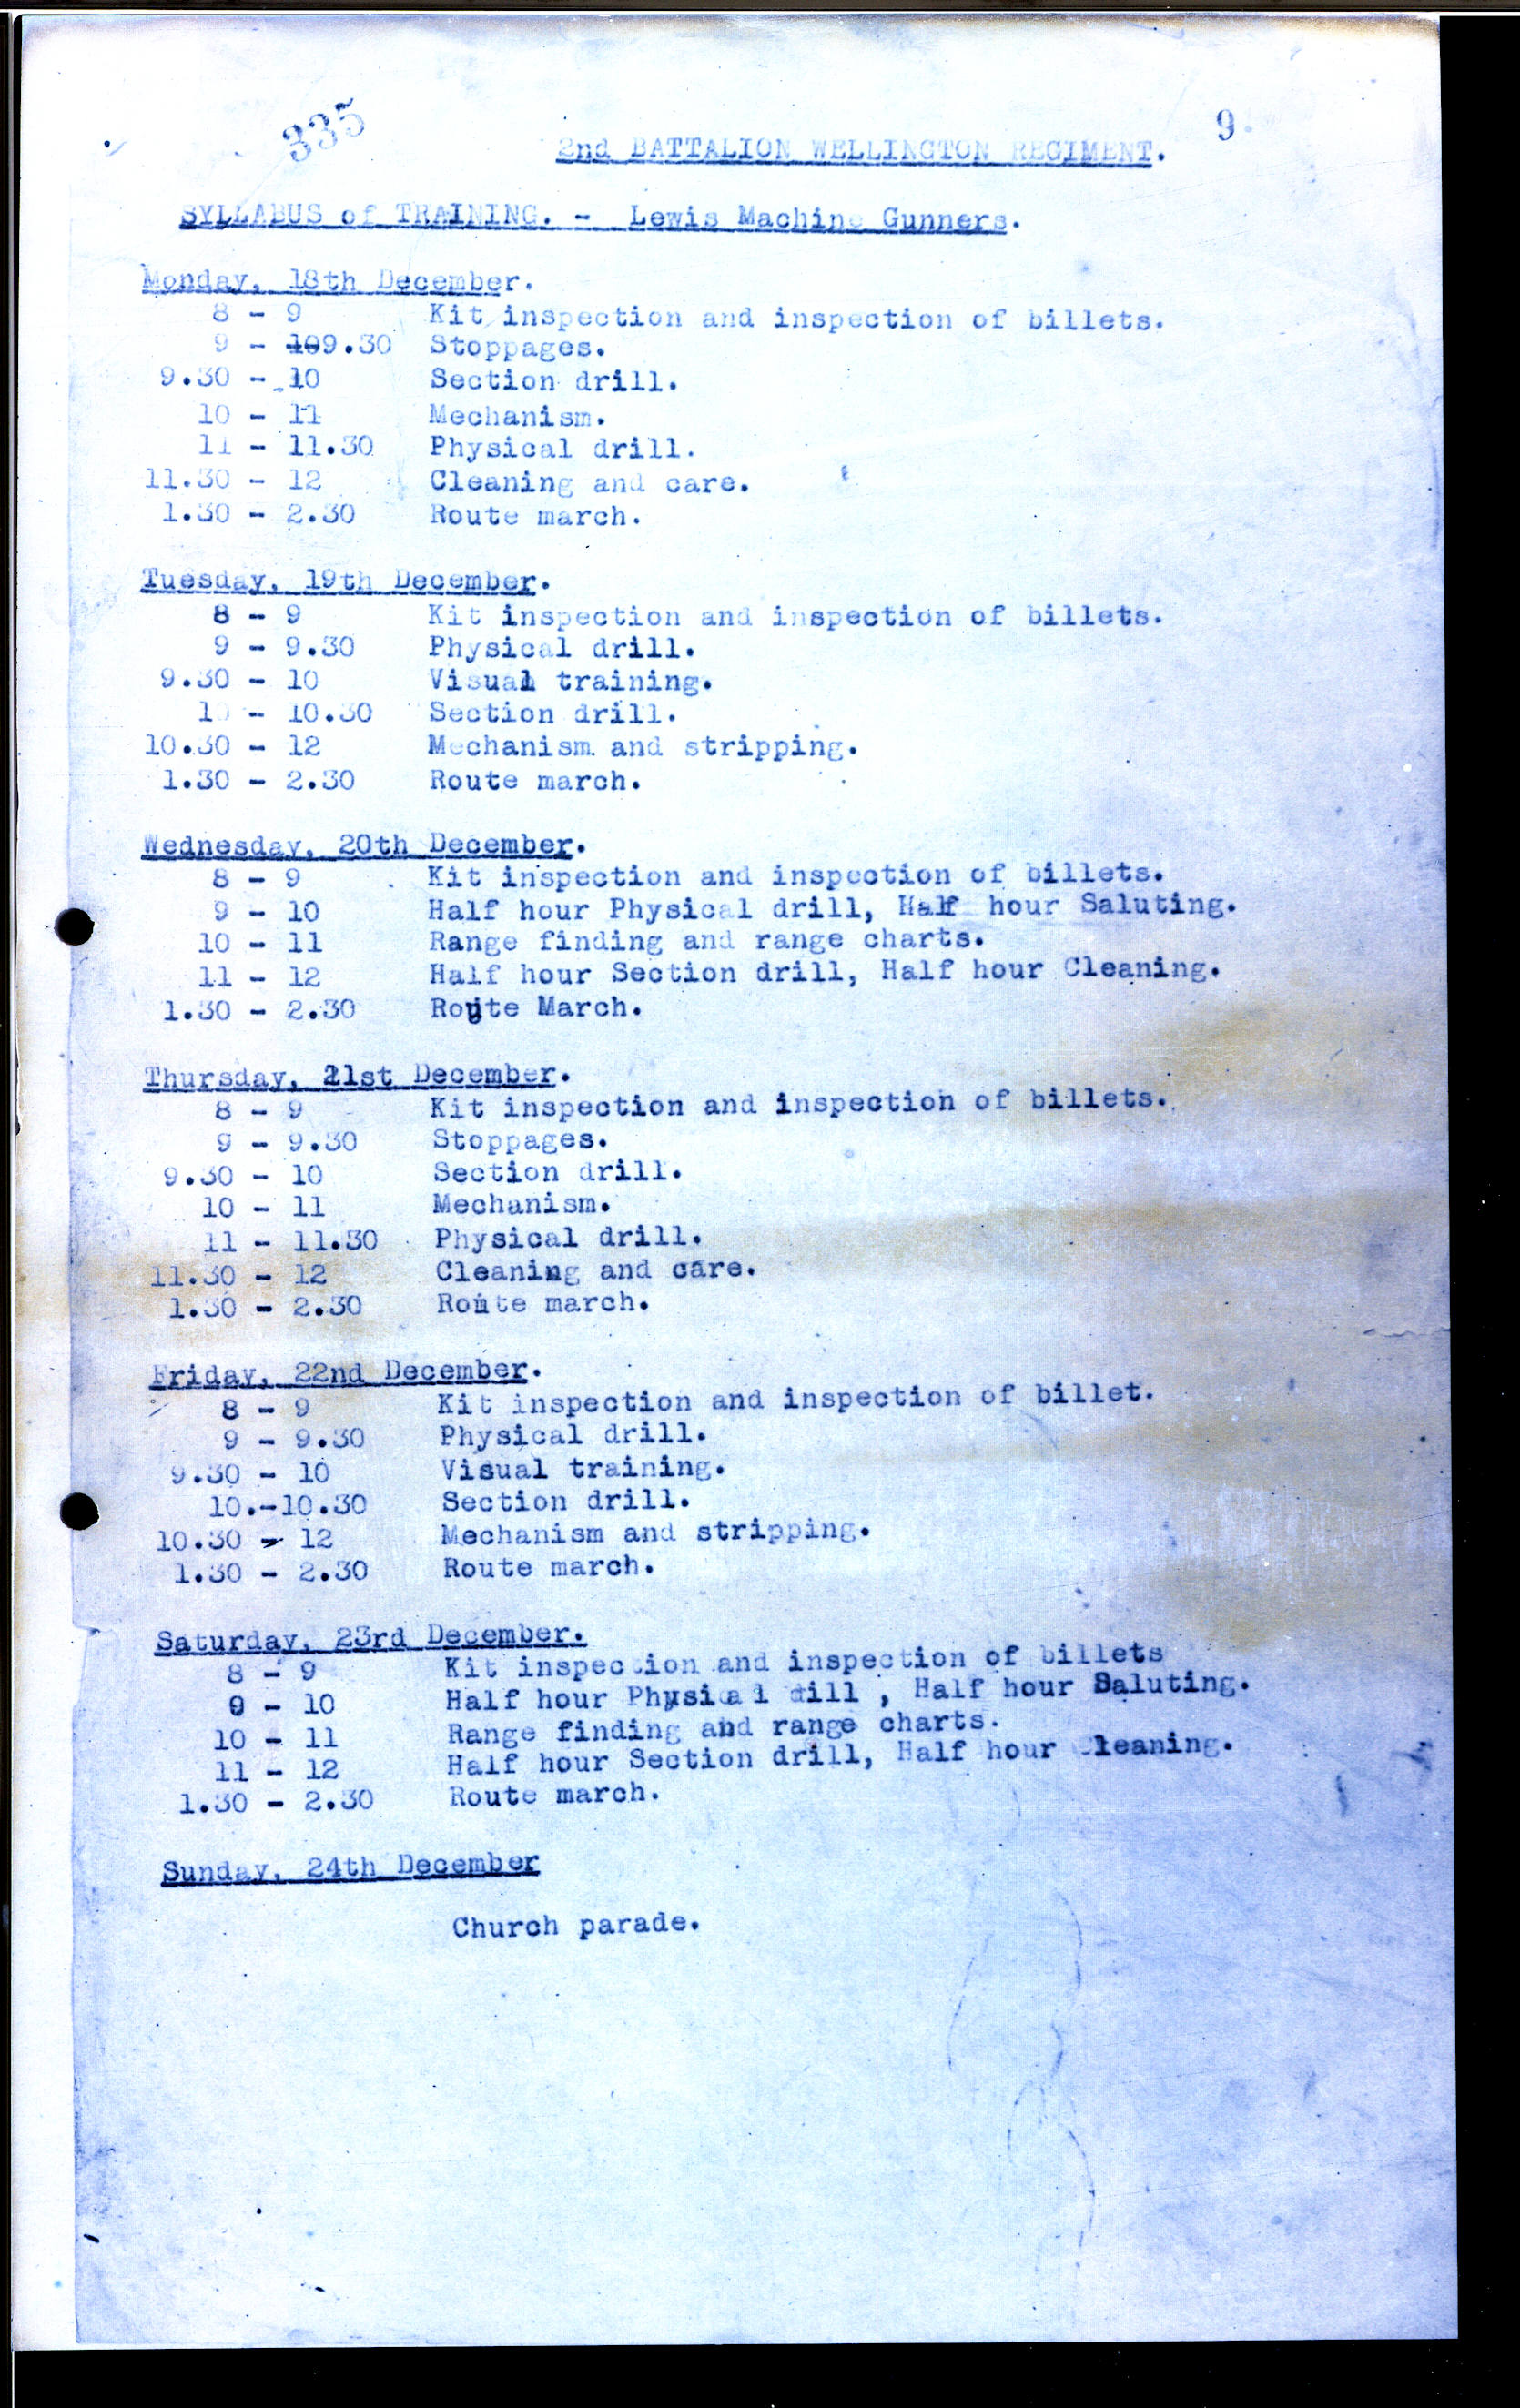 335
9.
2nd BATTALION WELLINGTON REGIMENT.
SYLLABUS of TRAINING. - Lewis Machine Gunners.
Monday, 18th December.
8 - 9 Kit inspection and inspection of billets.
9 - 109.30 Stoppages.
9.30 - 10 Section drill.
10 - 11 Mechanism.
11 - 11.30 Physical drill.
11.30 - 12 Cleaning and care.
1.30 - 2.30 Route march.
Tuesday, 19th December.
8 - 9 Kit inspection and inspection of billets.
9 - 9.30 Physical drill.
9.30 - 10 Visual training.
10 - 10.30 Section drill.
10.30 - 12 Mechanism and stripping.
1.30 - 2.30 Route march.
Wednesday, 20th December.
8 - 9 Kit inspection and inspection of billets.
9 - 10 Half hour Physical drill, Half hour Saluting.
10 - 11 Range finding and range charts.
11 - 12 Half hour Section drill, Half hour Cleaning.
1.30 - 2.30 Route March.
Thursday, 21st December.
8 - 9 Kit inspection and inspection of billets.
9 - 9.30 Stoppages.
9.30 - 10 Section drill.
10 - 11 Mechanism.
11 - 11.30 Physical drill.
11.30 - 12 Cleaning and care.
1.30 - 2.30 Route march.
Friday, 22nd December.
8 - 9 Kit inspection and inspection of billet.
9 - 9.30 Physical drill.
9.30 - 10 Visual training.
10.-10.30 Section drill.
10.30 - 12 Mechanism and stripping.
1.30 - 2.30 Route march.
Saturday, 23rd December.
8 - 9 Kit inspection and inspection of billets
9 - 10 Half hour Physical dill , Half hour Saluting.
10 - 11 Range finding and range charts.
11 - 12 Half hour Section drill, Half hour Cleaning.
1.30 - 2.30 Route march.
Sunday, 24th December
Church parade.